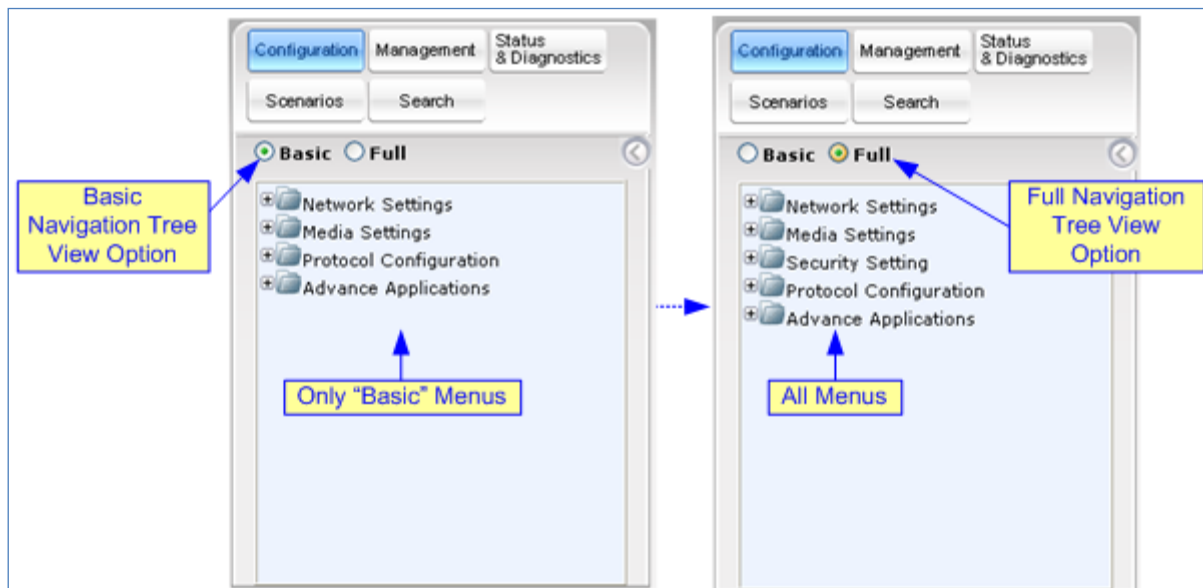 Configuration
Management
Status
& Diagnostics
Scenarios
Search
Basic
Full
Basic
Navigation Tree
View Option
Network Settings
Media Settings
Protocol Configuration
Advance Applications
Only “Basic” Menus
Configuration
Management
Status
& Diagnostics
Scenarios
Search
Basic
Full
Full Navigation
Tree View
Option
Network Settings
Media Settings
Security Setting
Protocol Configuration
Advance Applications
All Menus